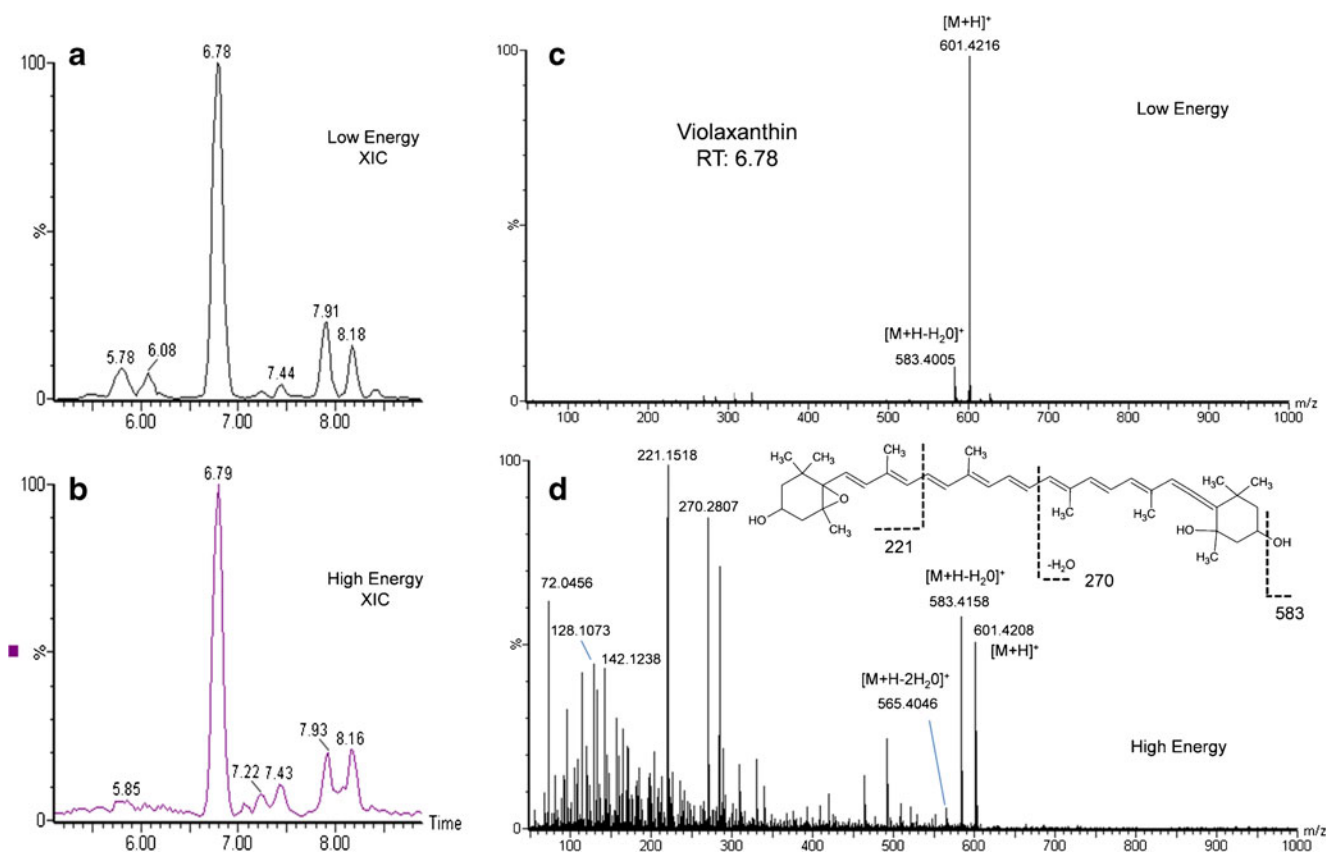 a
6.78
100
Low Energy
XIC
%
7.91
8.18
5.78
6.08
7.44
0
6.00
7.00
8.00
b
6.79
100
High Energy
XIC
%
7.93
8.16
7.22
7.43
5.85
0
Time
6.00
7.00
8.00
c
[M+H]⁺
601.4216
100
Low Energy
Violaxanthin
RT: 6.78
%
[M+H-H₂0]⁺
583.4005
0
100 200 300 400 500 600 700 800 900 1000 m/z
d
100
221.1518
270.2807
H₃C
CH₃
CH₃
CH₃
H₃C
CH₃
O
HO
CH₃
CH₃
CH₃
HO
OH
CH₃
221
-H₂O
270
583
[M+H-H₂0]⁺
583.4158
601.4208
[M+H]⁺
72.0456
128.1073
142.1238
%
[M+H-2H₂0]⁺
565.4046
High Energy
0
100 200 300 400 500 600 700 800 900 1000 m/z